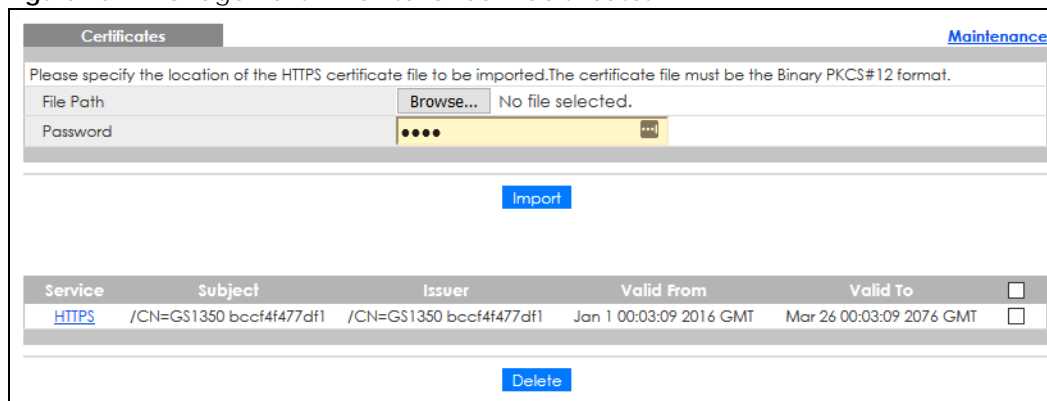 Certificates Maintenance
Please specify the location of the HTTPS certificate file to be imported.The certificate file must be the Binary PKCS#12 format.
File Path Browse... No file selected.
Password ●●●●
Import
Service Subject Issuer Valid From Valid To
HTTPS /CN=GS1350 bccf4f477df1 /CN=GS1350 bccf4f477df1 Jan 1 00:03:09 2016 GMT Mar 26 00:03:09 2076 GMT
Delete